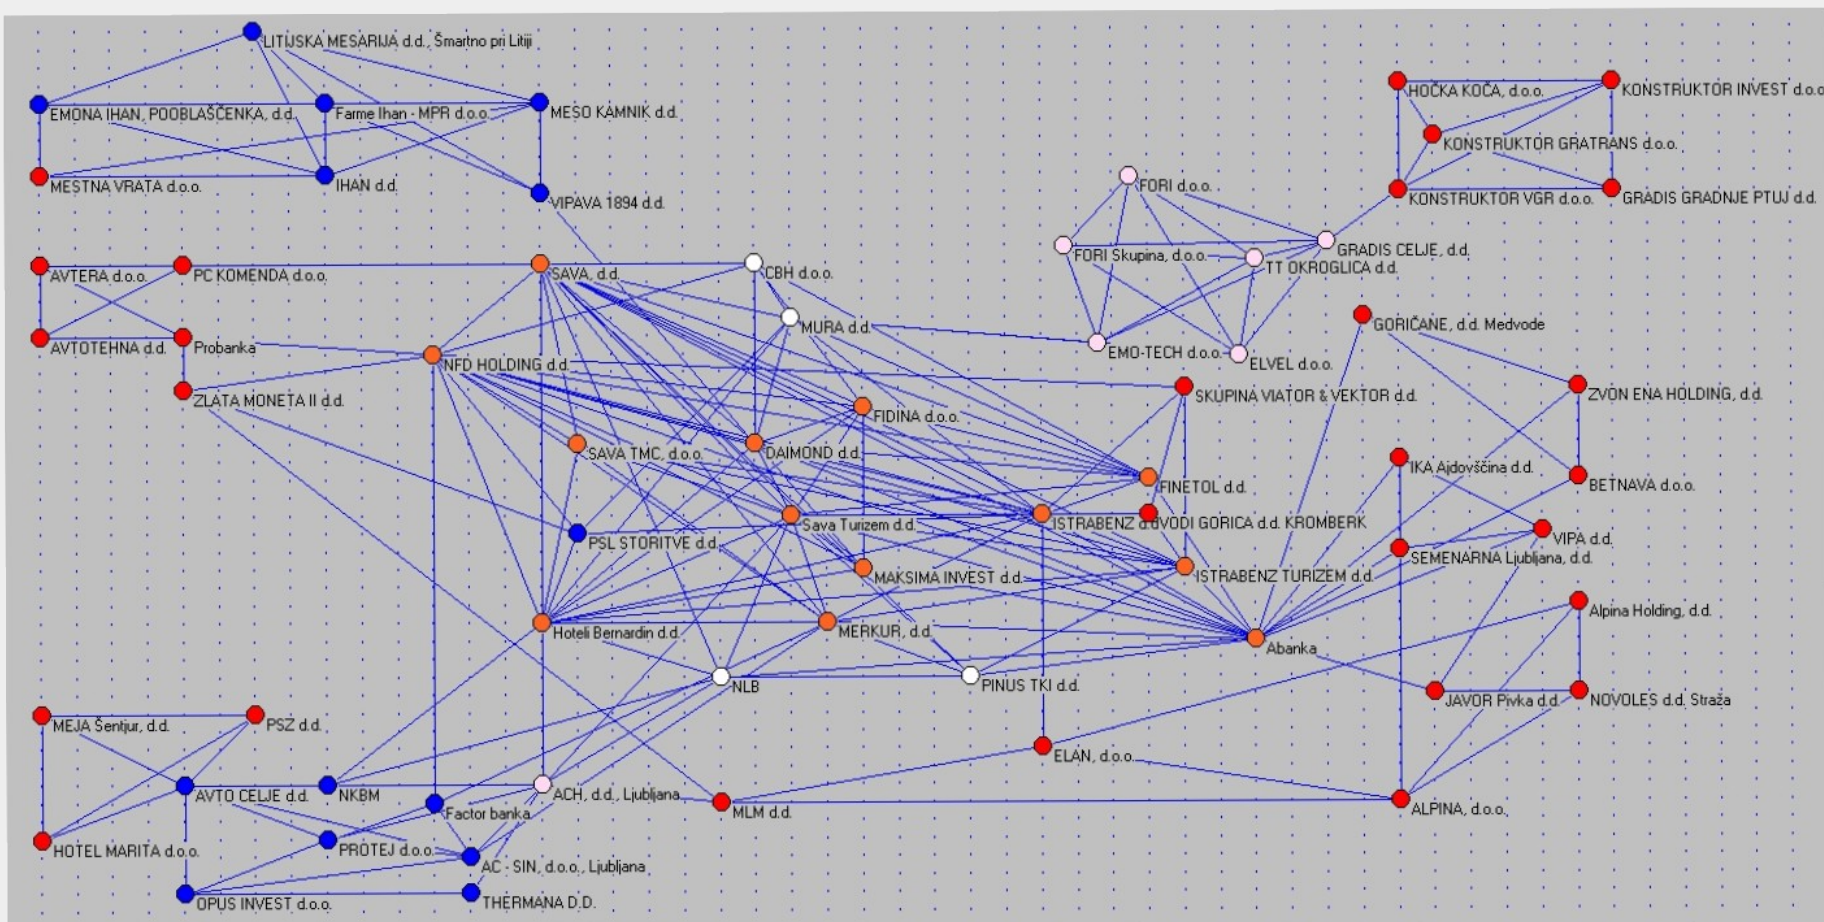 LITIJSKA MESARIJA d.d., Šmartno pri Litiji
EMONA IHAN, POOBLAŠČENKA, d.d.
Farme Ihan - MPR d.o.o.
MESO KAMNIK d.d.
HOČKA KOČA, d.o.o.
KONSTRUKTOR INVEST d.o.o
KONSTRUKTOR GRATRANS d.o.o.
MESTNA VRATA d.o.o.
IHAN d.d.
VIPAVA 1894 d.d.
FORI d.o.o.
KONSTRUKTOR VGR d.o.o.
GRADIS GRADNJE PTUJ d.d.
FORI Skupina, d.o.o.
GRADIS CELJE, d.d.
TT OKROGLICA d.d.
AVTERA d.o.o.
PC KOMENDA d.o.o.
SAVA, d.d.
CBH d.o.o.
MURA d.d.
GORIČANE, d.d. Medvode
AVTOTEHNA d.d.
Probanka
EMO-TECH d.o.o.
ELVEL d.o.o.
NFD HOLDING d.d.
ZLATA MONETA II d.d.
SKUPINA VIATOR & VEKTOR d.d.
ZVON ENA HOLDING, d.d.
FIDINA d.o.o.
SAVA TMC, d.o.o.
DAIMOND d.d.
IKA Ajdovščina d.d.
FINETOL d.d.
BETNAVA d.o.o.
Sava Turizem d.d.
ISTRABENZ d.d.
VODI GORICA d.d. KROMBERK
PSL STORITVE d.d.
VIPA d.d.
SEMENARNA Ljubljana, d.d.
MAKSIMA INVEST d.d.
ISTRABENZ TURIZEM d.d.
Alpina Holding, d.d.
Hoteli Bernardin d.d.
MERKUR, d.d.
Abanka
NLB
PINUS TKI d.d.
JAVOR Pivka d.d.
NOVOLES d.d. Straža
MEJA Šentjur, d.d.
PSZ d.d.
ELAN, d.o.o.
AVTO CELJE d.d.
NKBM
ACH, d.d., Ljubljana
Factor banka
MLM d.d.
ALPINA, d.o.o.
HOTEL MARITA d.o.o.
PROTEJ d.o.o.
AC - SIN, d.o.o., Ljubljana
OPUS INVEST d.o.o.
THERMANA D.D.